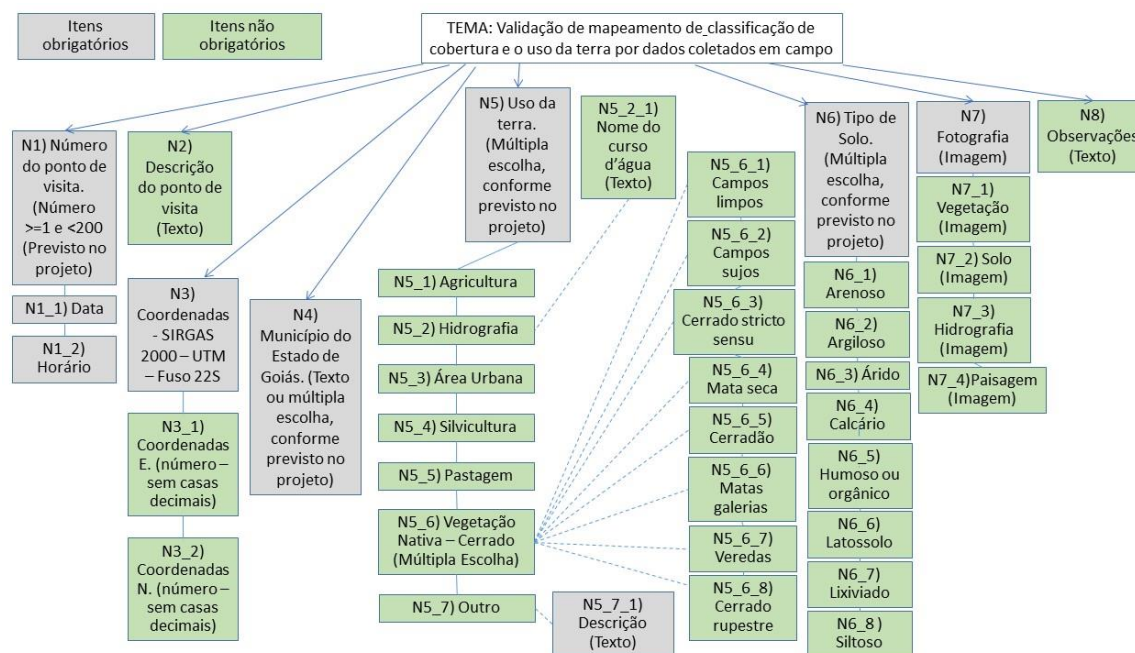 Itens
obrigatórios
Itens não
obrigatórios
TEMA: Validação de mapeamento de classificação de
cobertura e o uso da terra por dados coletados em campo
N1) Número
do ponto de
visita.
(Número
>=1 e <200
(Previsto no
projeto)
N1_1) Data
N1_2)
Horário
N2)
Descrição
do ponto de
visita
(Texto)
N3)
Coordenadas
- SIRGAS
2000 – UTM
– Fuso 22S
N3_1)
Coordenadas
E. (número –
sem casas
decimais)
N3_2)
Coordenadas
N. (número –
sem casas
decimais)
N4)
Município do
Estado de
Goiás. (Texto
ou múltipla
escolha,
conforme
previsto no
projeto)
N5) Uso da
terra.
(Múltipla
escolha,
conforme
previsto no
projeto)
N5_1) Agricultura
N5_2) Hidrografia
N5_3) Área Urbana
N5_4) Silvicultura
N5_5) Pastagem
N5_6) Vegetação
Nativa – Cerrado
(Múltipla Escolha)
N5_7) Outro
N5_2_1)
Nome do
curso
d’água
(Texto)
N5_7_1)
Descrição
(Texto)
N5_6_1)
Campos
limpos
N5_6_2)
Campos
sujos
N5_6_3)
Cerrado stricto
sensu
N5_6_4)
Mata seca
N5_6_5)
Cerradão
N5_6_6)
Matas
galerias
N5_6_7)
Veredas
N5_6_8)
Cerrado
rupestre
N6) Tipo de
Solo.
(Múltipla
escolha,
conforme
previsto no
projeto)
N6_1)
Arenoso
N6_2)
Argiloso
N6_3) Árido
N6_4)
Calcário
N6_5)
Humoso ou
orgânico
N6_6)
Latossolo
N6_7)
Lixiviado
N6_8)
Siltoso
N7)
Fotografia
(Imagem)
N7_1)
Vegetação
(Imagem)
N7_2) Solo
(Imagem)
N7_3)
Hidrografia
(Imagem)
N7_4)Paisagem
(Imagem)
N8)
Observações
(Texto)